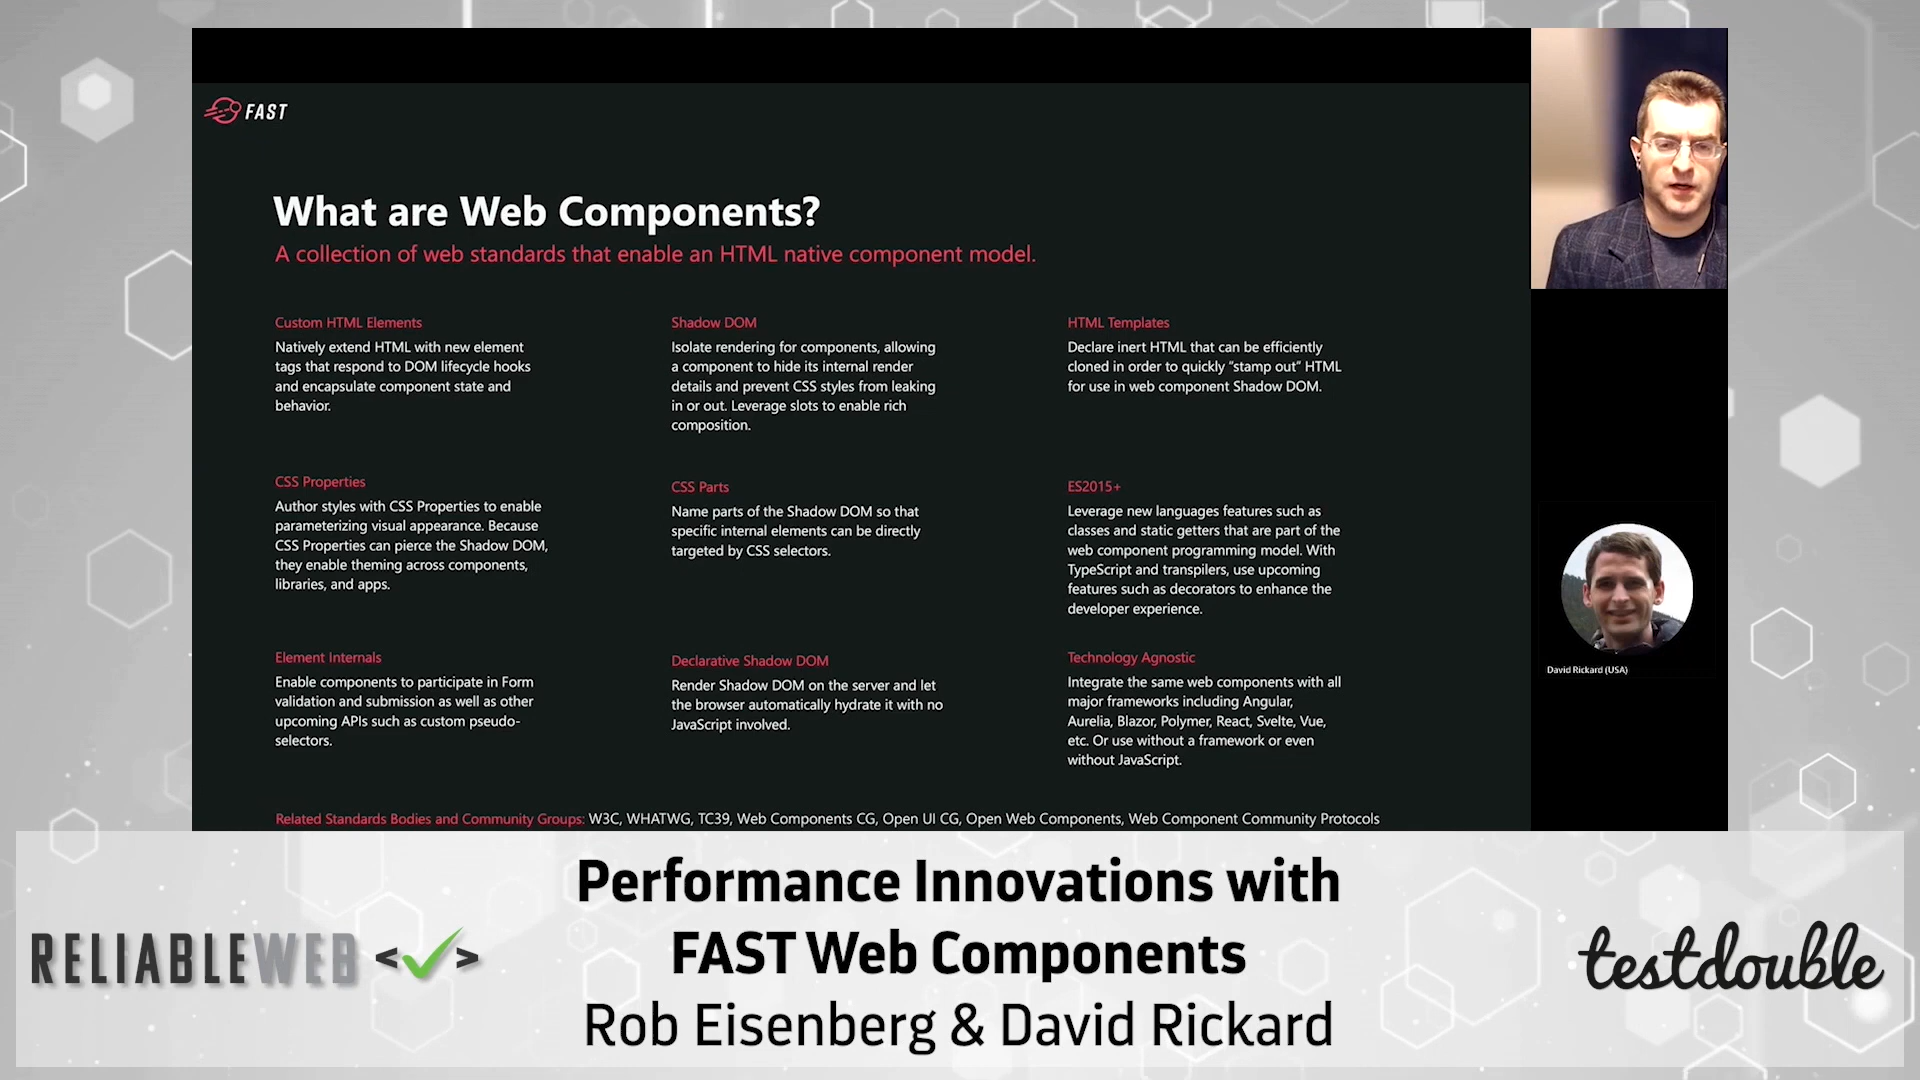 FAST
What are Web Components?
A collection of web standards that enable an HTML native component model.
Custom HTML Elements
Natively extend HTML with new element
tags that respond to DOM lifecycle hooks
and encapsulate component state and
behavior.
Shadow DOM
Isolate rendering for components, allowing
a component to hide its internal render
details and prevent CSS styles from leaking
in or out. Leverage slots to enable rich
composition.
HTML Templates
Declare inert HTML that can be efficiently
cloned in order to quickly “stamp out” HTML
for use in web component Shadow DOM.
CSS Properties
Author styles with CSS Properties to enable
parameterizing visual appearance. Because
CSS Properties can pierce the Shadow DOM,
they enable theming across components,
libraries, and apps.
CSS Parts
Name parts of the Shadow DOM so that
specific internal elements can be directly
targeted by CSS selectors.
ES2015+
Leverage new languages features such as
classes and static getters that are part of the
web component programming model. With
TypeScript and transpilers, use upcoming
features such as decorators to enhance the
developer experience.
Element Internals
Enable components to participate in Form
validation and submission as well as other
upcoming APIs such as custom pseudo-
selectors.
Declarative Shadow DOM
Render Shadow DOM on the server and let
the browser automatically hydrate it with no
JavaScript involved.
Technology Agnostic
Integrate the same web components with all
major frameworks including Angular,
Aurelia, Blazor, Polymer, React, Svelte, Vue,
etc. Or use without a framework or even
without JavaScript.
Related Standards Bodies and Community Groups: W3C, WHATWG, TC39, Web Components CG, Open UI CG, Open Web Components, Web Component Community Protocols
David Rickard (USA)
RELIABLEWEB <✓>
Performance Innovations with
FAST Web Components
Rob Eisenberg & David Rickard
testdouble